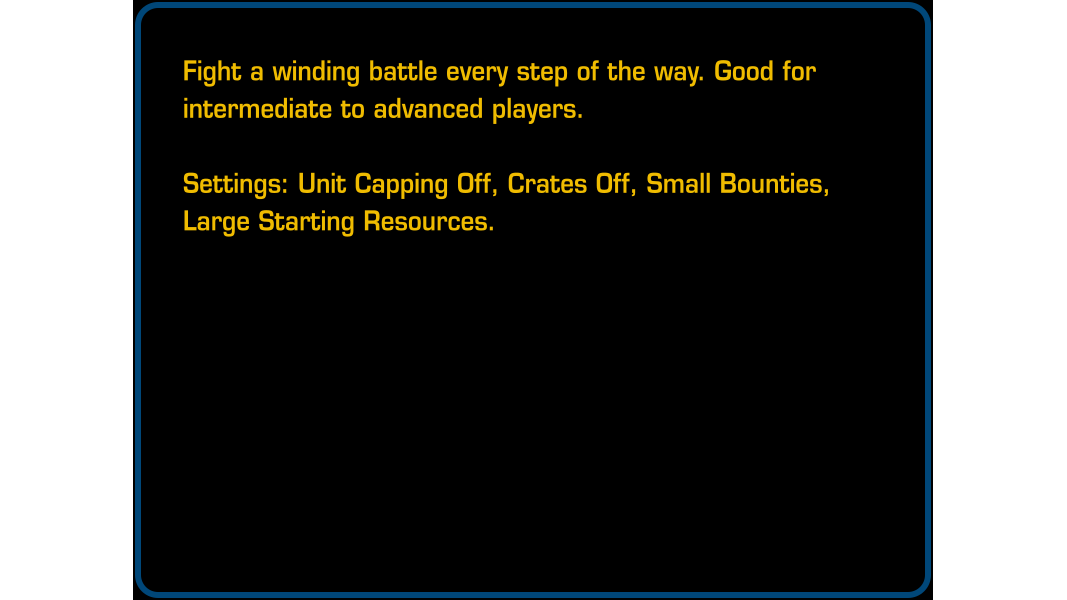 Fight a winding battle every step of the way. Good for
intermediate to advanced players.
Settings: Unit Capping Off, Crates Off, Small Bounties,
Large Starting Resources.